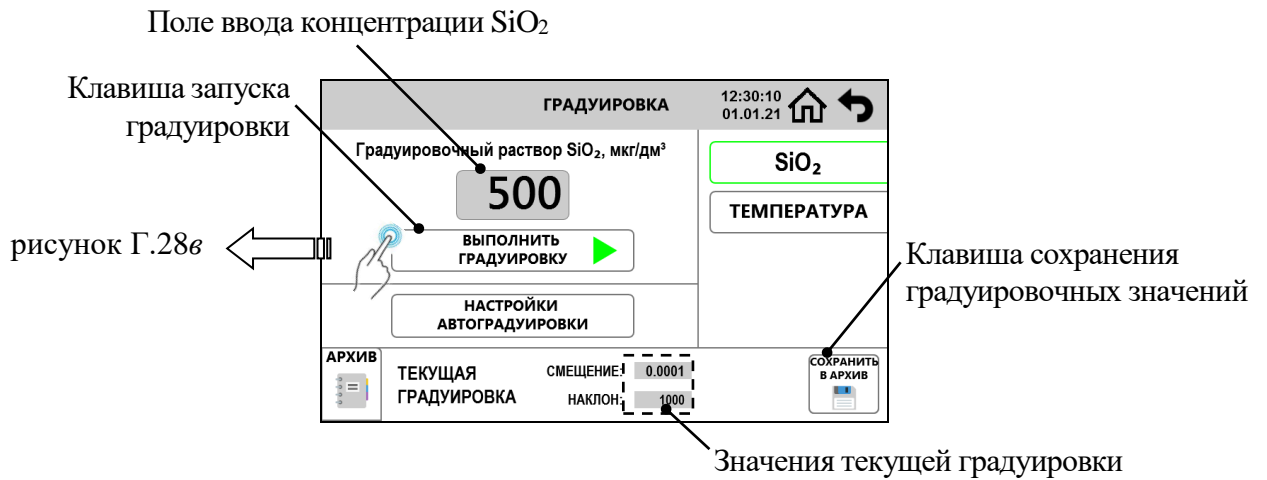 Поле ввода концентрации SiO₂
Клавиша запуска
градуировки
ГРАДУИРОВКА
12:30:10
01.01.21
Градуировочный раствор SiO₂, мкг/дм³
500
SiO₂
ТЕМПЕРАТУРА
ВЫПОЛНИТЬ
ГРАДУИРОВКУ
рисунок Г.28в
Клавиша сохранения
градуировочных значений
НАСТРОЙКИ
АВТОГРАДУИРОВКИ
АРХИВ
ТЕКУЩАЯ
ГРАДУИРОВКА
СМЕЩЕНИЕ: 0.0001
НАКЛОН: 1000
СОХРАНИТЬ
В АРХИВ
Значения текущей градуировки